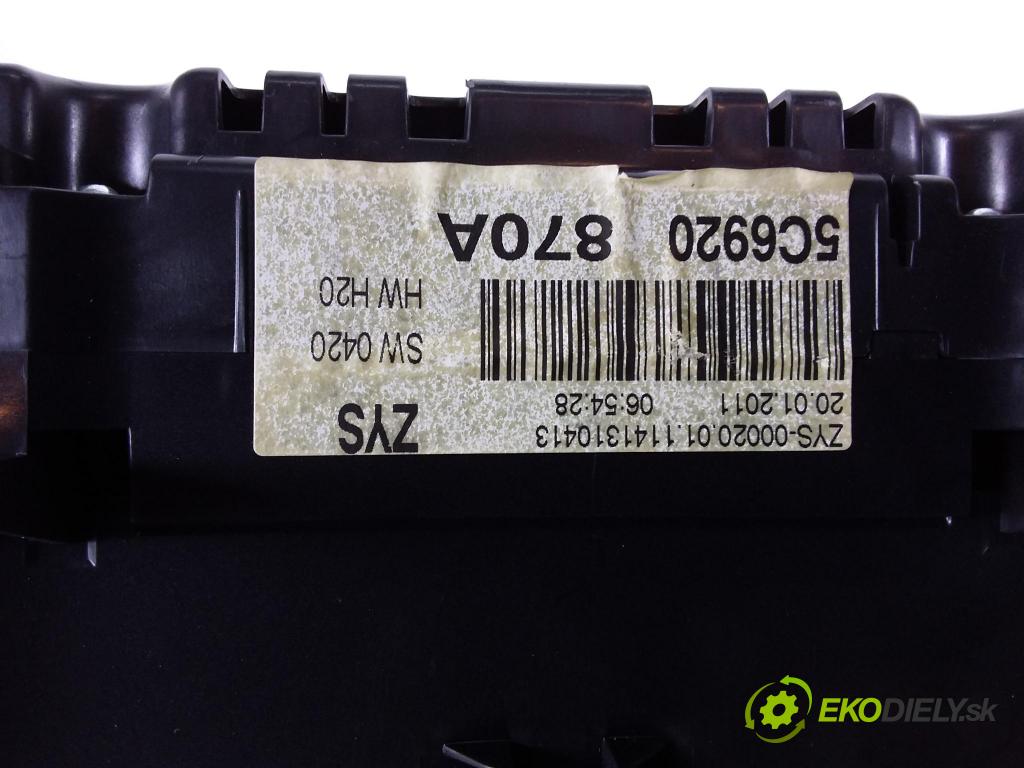 ZYS-00020.01.1141310413
20.01.2011 06:54:28 ZYS
SW 0420
HW H20
5C6920 870A
EKODIELY.sk